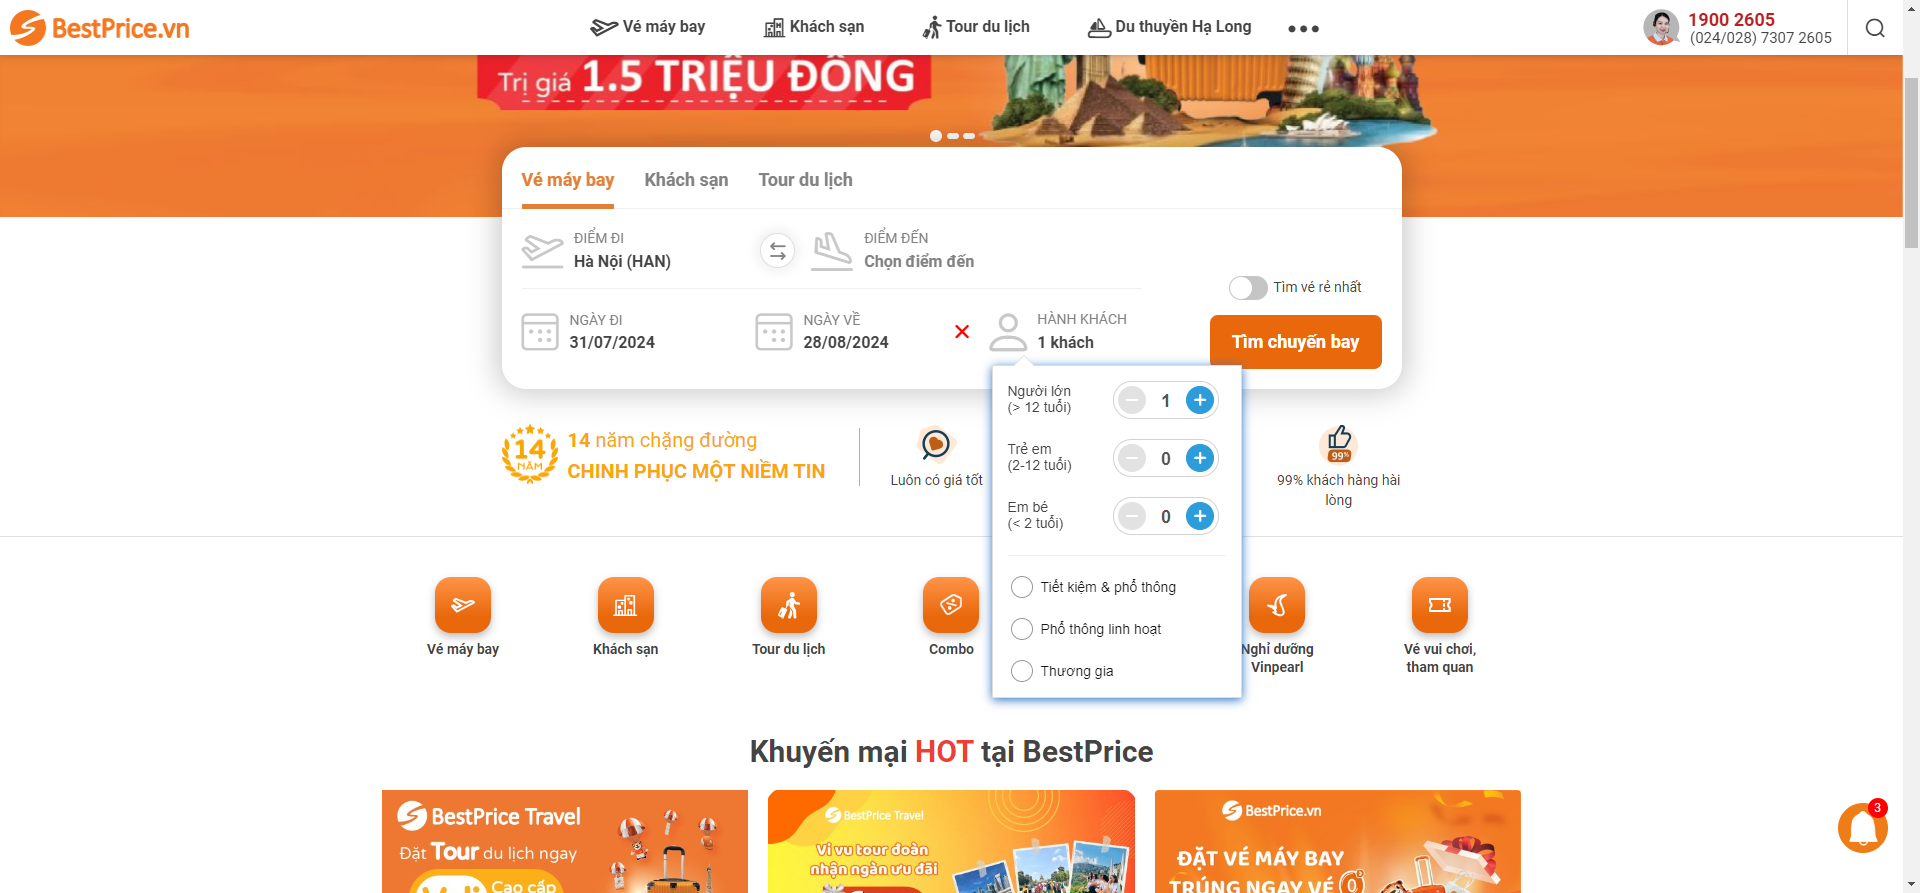 BestPrice.vn
Vé máy bay
Khách sạn
Tour du lịch
Du thuyền Hạ Long
1900 2605
(024/028) 7307 2605
Trị giá 1.5 TRIỆU ĐỒNG
Vé máy bay
Khách sạn
Tour du lịch
ĐIỂM ĐI
Hà Nội (HAN)
ĐIỂM ĐẾN
Chọn điểm đến
Tìm vé rẻ nhất
NGÀY ĐI
31/07/2024
NGÀY VỀ
28/08/2024
HÀNH KHÁCH
1 khách
Tìm chuyến bay
Người lớn
(> 12 tuổi)
1
Trẻ em
(2-12 tuổi)
0
Em bé
(< 2 tuổi)
0
Tiết kiệm & phổ thông
Phổ thông linh hoạt
Thương gia
14
NĂM
14 năm chặng đường
CHINH PHỤC MỘT NIỀM TIN
Luôn có giá tốt
99%
99% khách hàng hài
lòng
Vé máy bay
Khách sạn
Tour du lịch
Combo
Nghỉ dưỡng
Vinpearl
Vé vui chơi,
tham quan
Khuyến mại HOT tại BestPrice
BestPrice Travel
Đặt Tour du lịch ngay
Cao cấp
BestPrice Travel
Vi vu tour đoàn
nhận ngàn ưu đãi
BestPrice.vn
ĐẶT VÉ MÁY BAY
TRÚNG NGAY VÉ 0
3